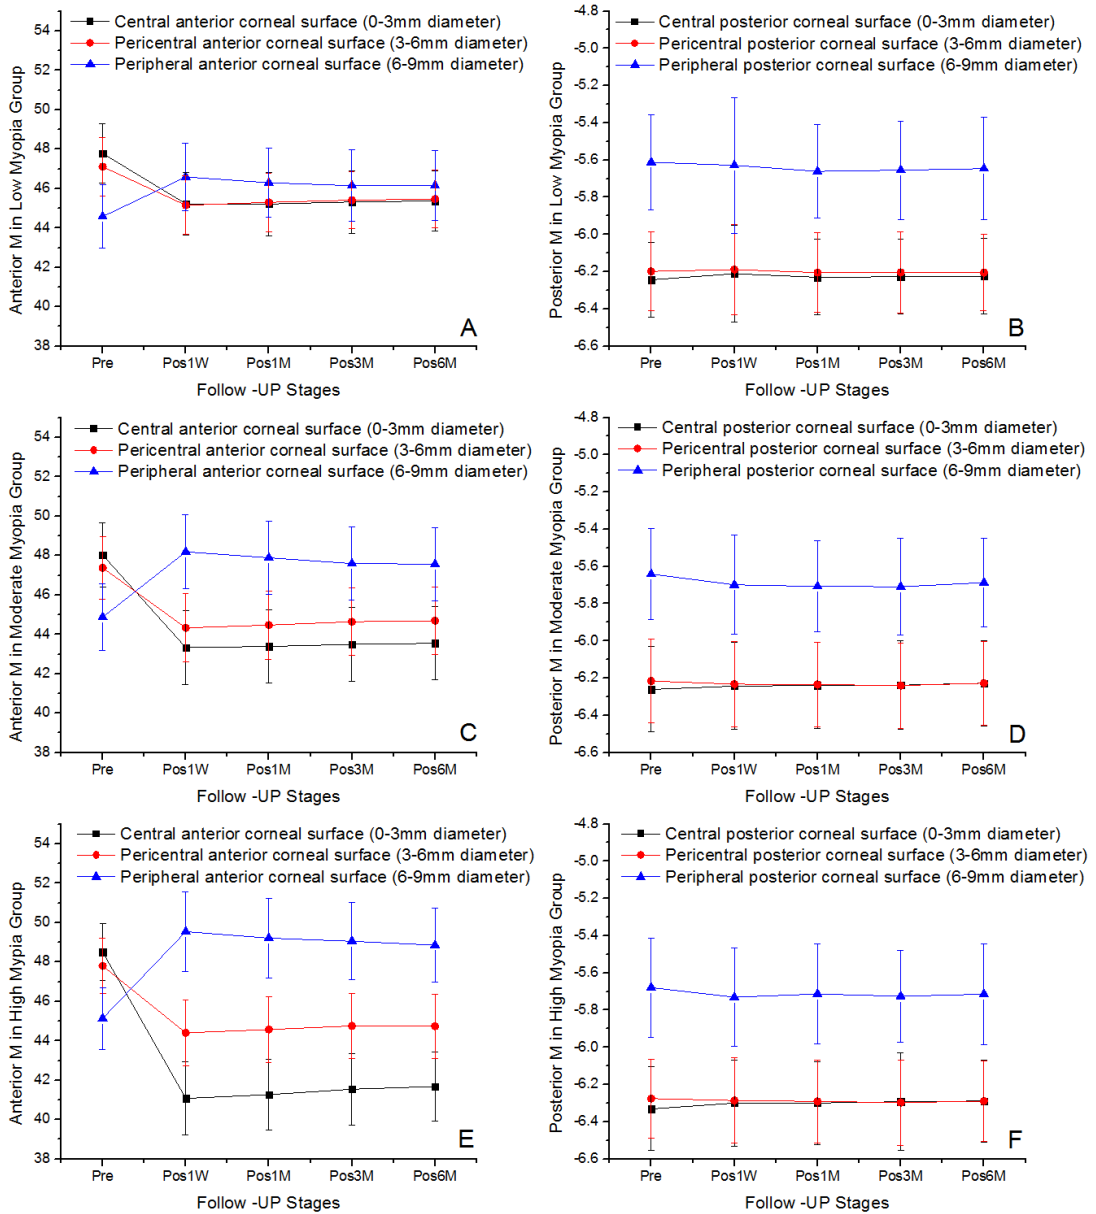 Central anterior corneal surface (0-3mm diameter)
Pericentral anterior corneal surface (3-6mm diameter)
Peripheral anterior corneal surface (6-9mm diameter)
Anterior M in Low Myopia Group
54
52
50
48
46
44
42
40
38
A
Pre Pos1W Pos1M Pos3M Pos6M
Follow -UP Stages
Central posterior corneal surface (0-3mm diameter)
Pericentral posterior corneal surface (3-6mm diameter)
Peripheral posterior corneal surface (6-9mm diameter)
Posterior M in Low Myopia Group
-4.8
-5.0
-5.2
-5.4
-5.6
-5.8
-6.0
-6.2
-6.4
-6.6
B
Pre Pos1W Pos1M Pos3M Pos6M
Follow -UP Stages
Central anterior corneal surface (0-3mm diameter)
Pericentral anterior corneal surface (3-6mm diameter)
Peripheral anterior corneal surface (6-9mm diameter)
Anterior M in Moderate Myopia Group
54
52
50
48
46
44
42
40
38
C
Pre Pos1W Pos1M Pos3M Pos6M
Follow -UP Stages
Central posterior corneal surface (0-3mm diameter)
Pericentral posterior corneal surface (3-6mm diameter)
Peripheral posterior corneal surface (6-9mm diameter)
Posterior M in Moderate Myopia Group
-4.8
-5.0
-5.2
-5.4
-5.6
-5.8
-6.0
-6.2
-6.4
-6.6
D
Pre Pos1W Pos1M Pos3M Pos6M
Follow -UP Stages
Central anterior corneal surface (0-3mm diameter)
Pericentral anterior corneal surface (3-6mm diameter)
Peripheral anterior corneal surface (6-9mm diameter)
Anterior M in High Mypia Group
54
52
50
48
46
44
42
40
38
E
Pre Pos1W Pos1M Pos3M Pos6M
Follow -UP Stages
Central posterior corneal surface (0-3mm diameter)
Pericentral posterior corneal surface (3-6mm diameter)
Peripheral posterior corneal surface (6-9mm diameter)
Posterior M in High Myopia Group
-4.8
-5.0
-5.2
-5.4
-5.6
-5.8
-6.0
-6.2
-6.4
-6.6
F
Pre Pos1W Pos1M Pos3M Pos6M
Follow -UP Stages